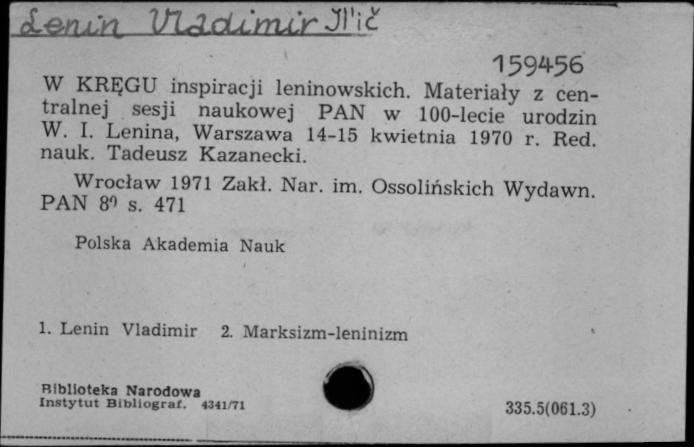 Lenin Vladimir Il'ič
159456
W KRĘGU inspiracji leninowskich. Materiały z cen-
tralnej sesji naukowej PAN w 100-lecie urodzin
W. I. Lenina, Warszawa 14-15 kwietnia 1970 r. Red.
nauk. Tadeusz Kazanecki.
Wrocław 1971 Zakł. Nar. im. Ossolińskich Wydawn.
PAN 8⁰ s. 471
Polska Akademia Nauk
1. Lenin Vladimir 2. Marksizm-leninizm
Biblioteka Narodowa
Instytut Bibliograf. 4341/71
335.5(061.3)